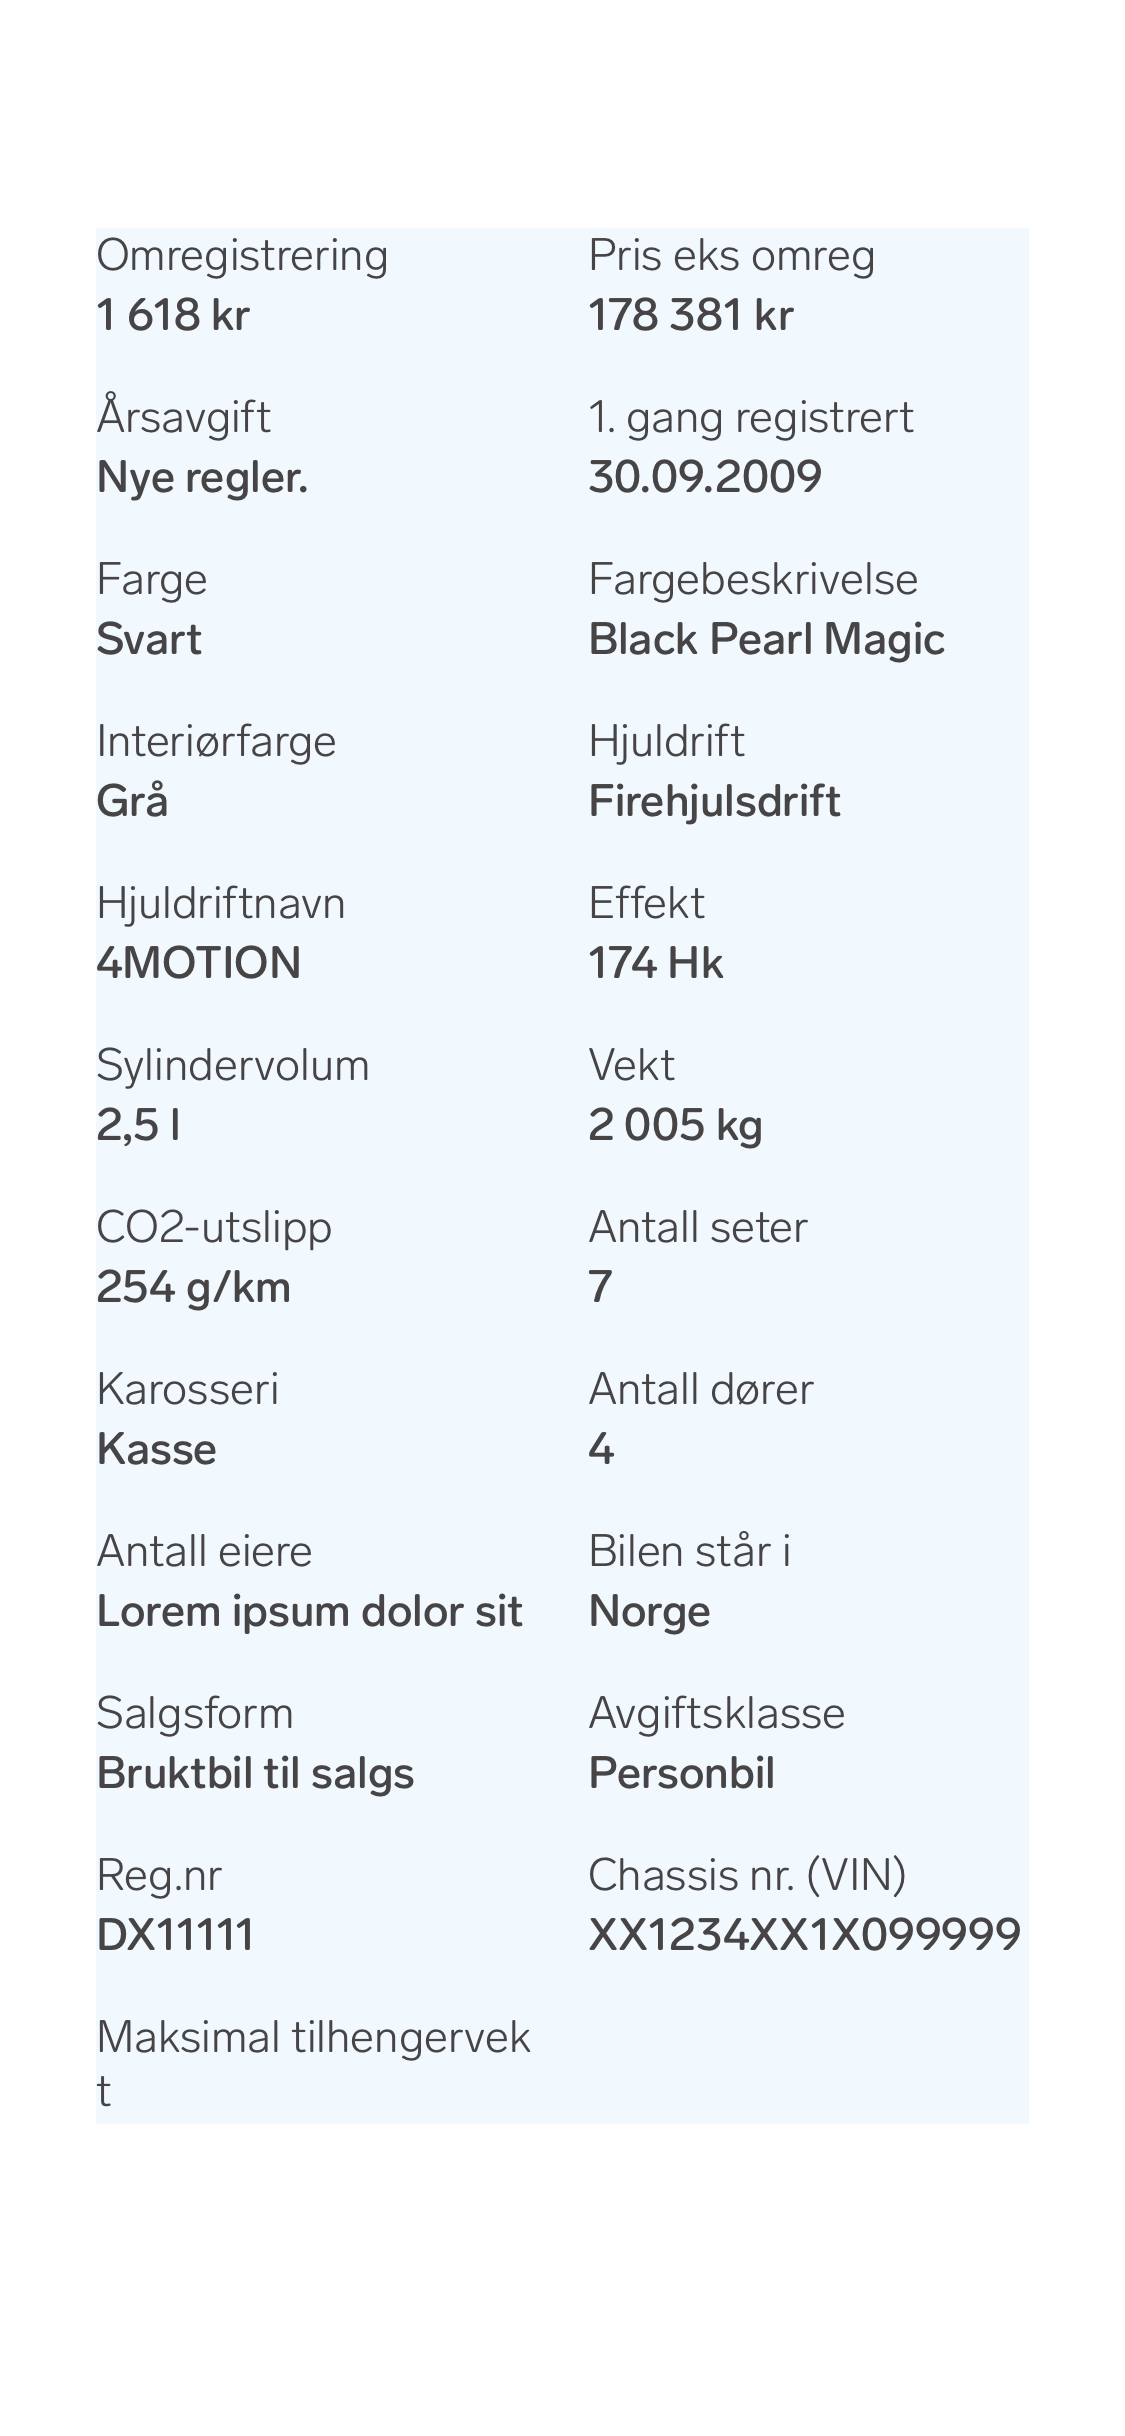 Omregistrering
1 618 kr
Pris eks omreg
178 381 kr
Årsavgift
Nye regler.
1. gang registrert
30.09.2009
Farge
Svart
Fargebeskrivelse
Black Pearl Magic
Interiørfarge
Grå
Hjuldrift
Firehjulsdrift
Hjuldriftnavn
4MOTION
Effekt
174 Hk
Sylindervolum
2,5 l
Vekt
2 005 kg
CO2-utslipp
254 g/km
Antall seter
7
Karosseri
Kasse
Antall dører
4
Antall eiere
Lorem ipsum dolor sit
Bilen står i
Norge
Salgsform
Bruktbil til salgs
Avgiftsklasse
Personbil
Reg.nr
DX11111
Chassis nr. (VIN)
XX1234XX1X099999
Maksimal tilhengervek
t